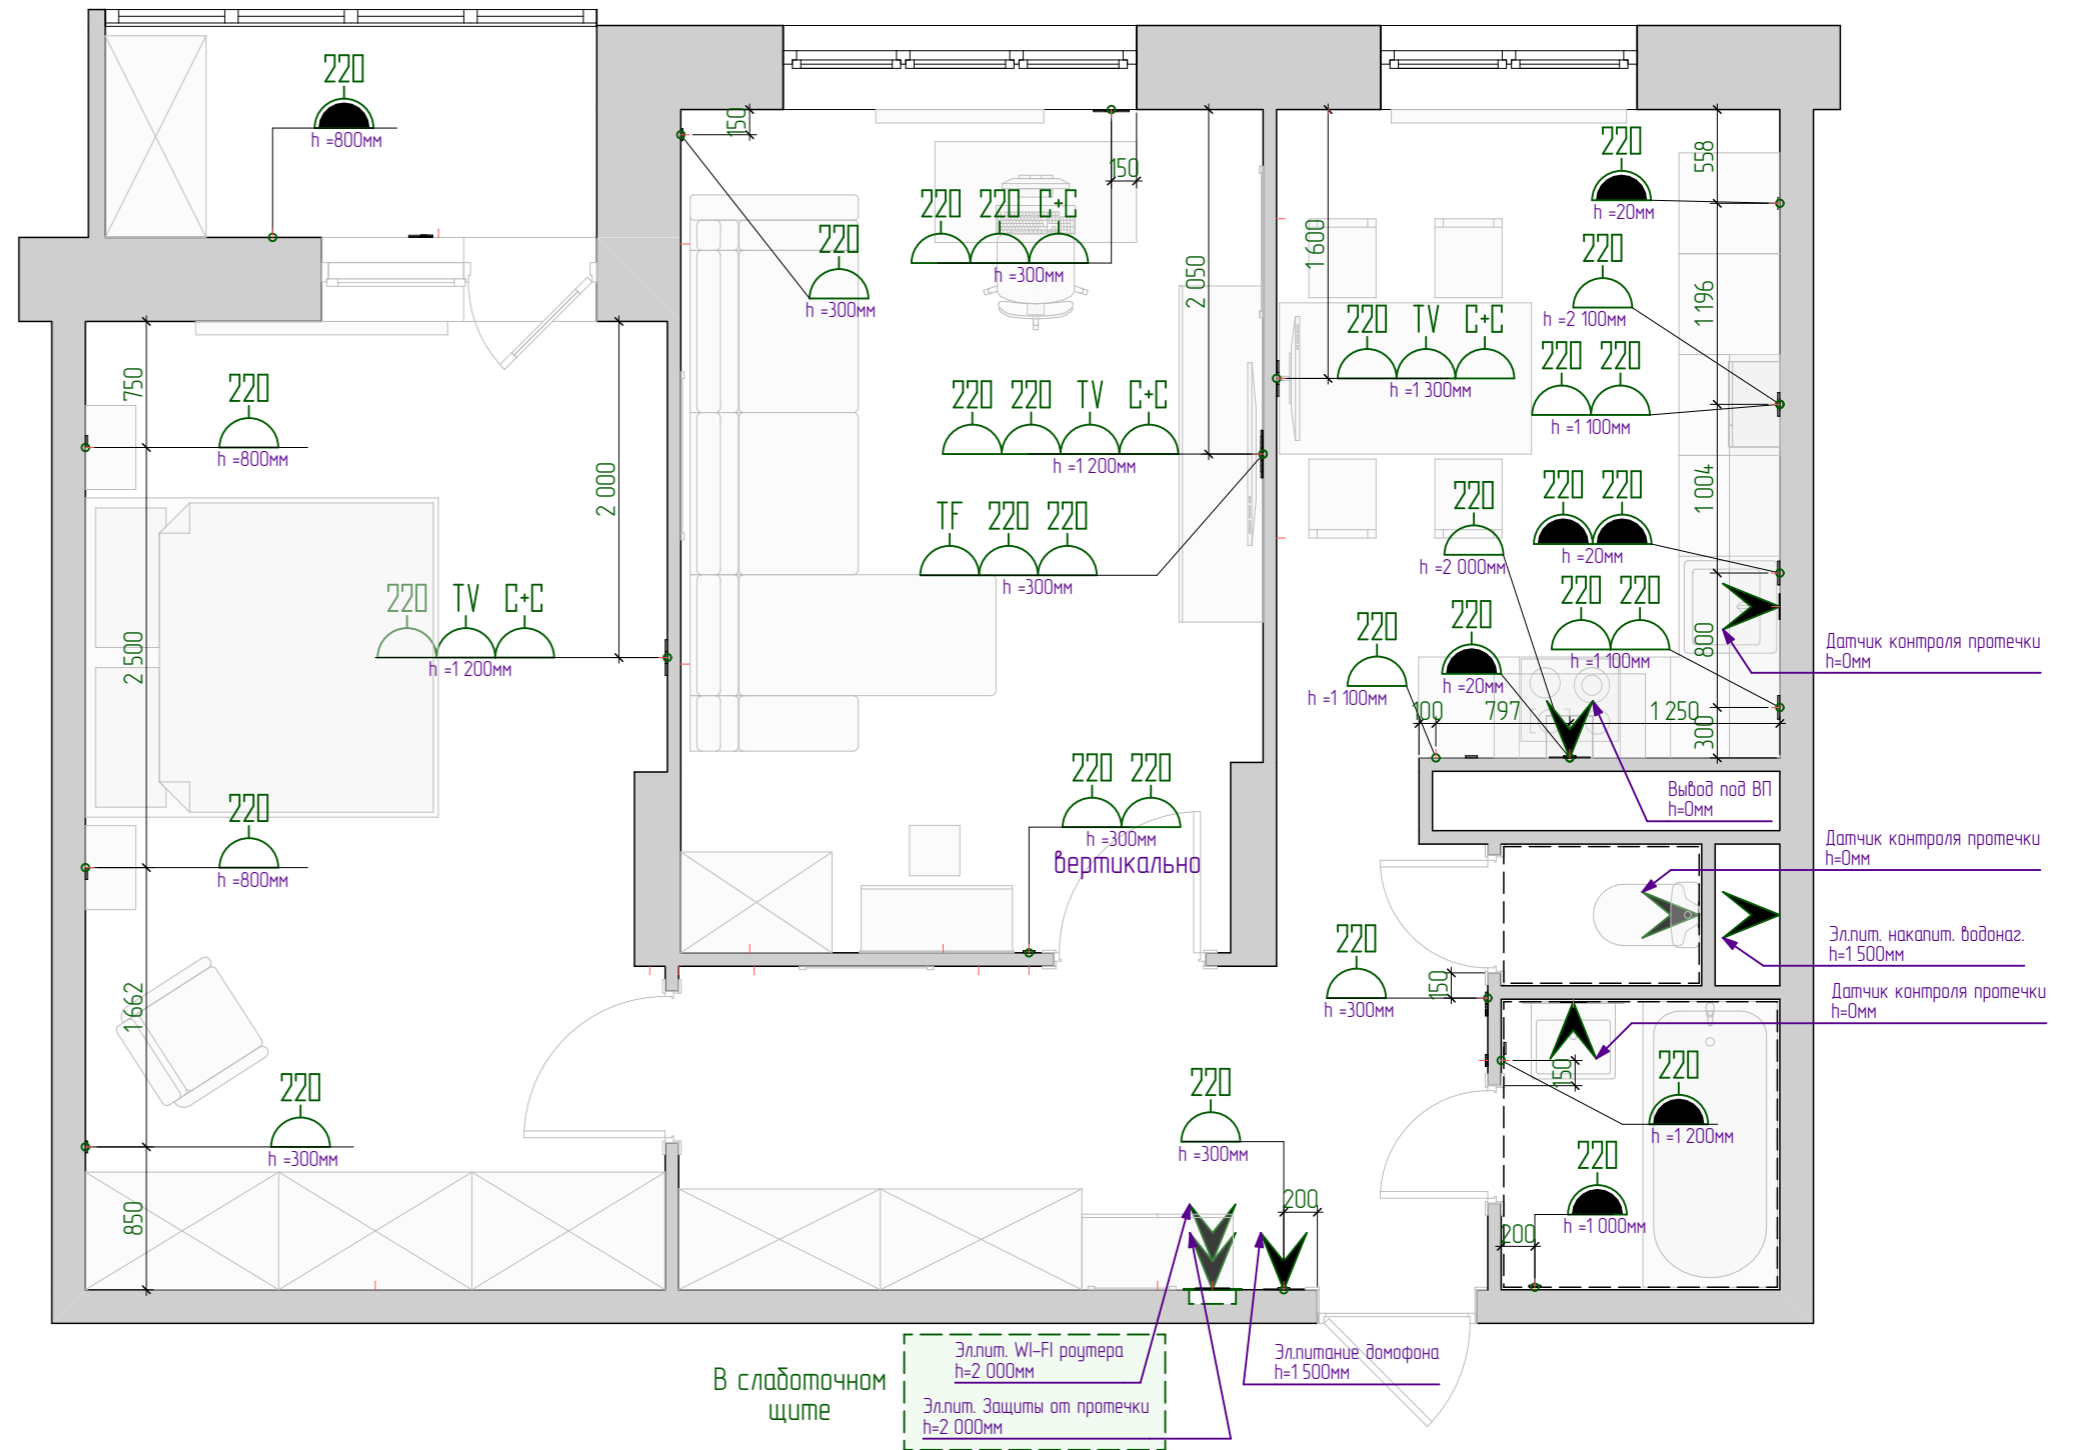 220
h =800мм
150
150
220
h =300мм
220 220 C+C
h =300мм
2 050
1 600
220
h =20мм
558
220
h =2 100мм
1 196
220 TV C+C
h =1 300мм
220 220
h =1 100мм
750
220
h =800мм
2 000
220 220 TV C+C
h =1 200мм
TF 220 220
h =300мм
220
h =2 000мм
220 220
h =20мм
1 004
220 TV C+C
h =1 200мм
2 500
220
h =1 100мм
220
h =20мм
220 220
h =1 100мм
800
Датчик контроля протечки
h=0мм
100
797
1 250
300
Вывод под ВП
h=0мм
220
h =800мм
220 220
h =300мм
вертикально
Датчик контроля протечки
h=0мм
Эл.пит. накапит. водонаг.
h=1 500мм
Датчик контроля протечки
h=0мм
1 662
220
h =300мм
150
150
220
h =1 200мм
220
h =300мм
220
h =300мм
200
220
h =1 000мм
200
850
В слаботочном
щите
Эл.пит. WI-FI роутера
h=2 000мм
Эл.пит. Защиты от протечки
h=2 000мм
Эл.питание домофона
h=1 500мм